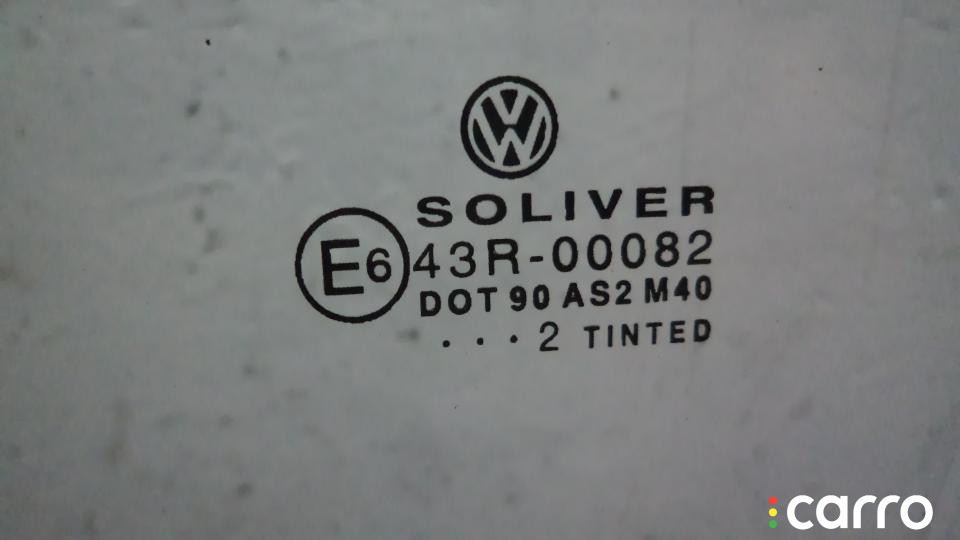 SOLIVER
E6 43R-00082
DOT 90 AS2 M40
...2 TINTED
carro